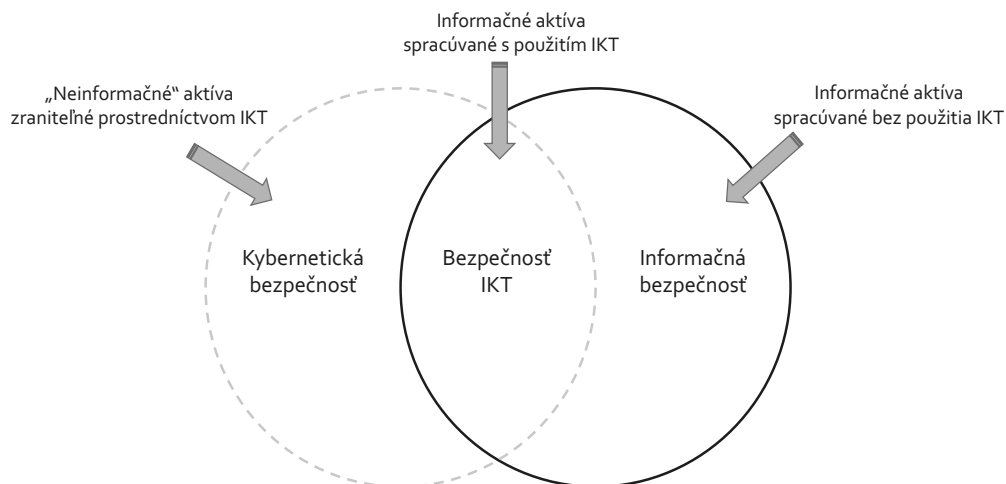 Informačné aktíva
spracúvané s použitím IKT
„Neinformačné“ aktíva
zraniteľné prostredníctvom IKT
Informačné aktíva
spracúvané bez použitia IKT
Kybernetická
bezpečnosť
Bezpečnosť
IKT
Informačná
bezpečnosť